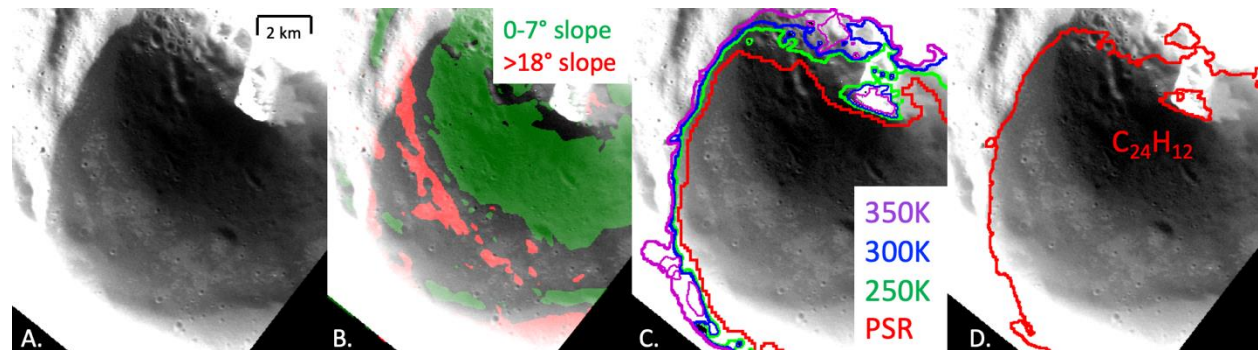 2 km
A.
0-7° slope
>18° slope
B.
350K
300K
250K
PSR
C.
C₂₄H₁₂
D.